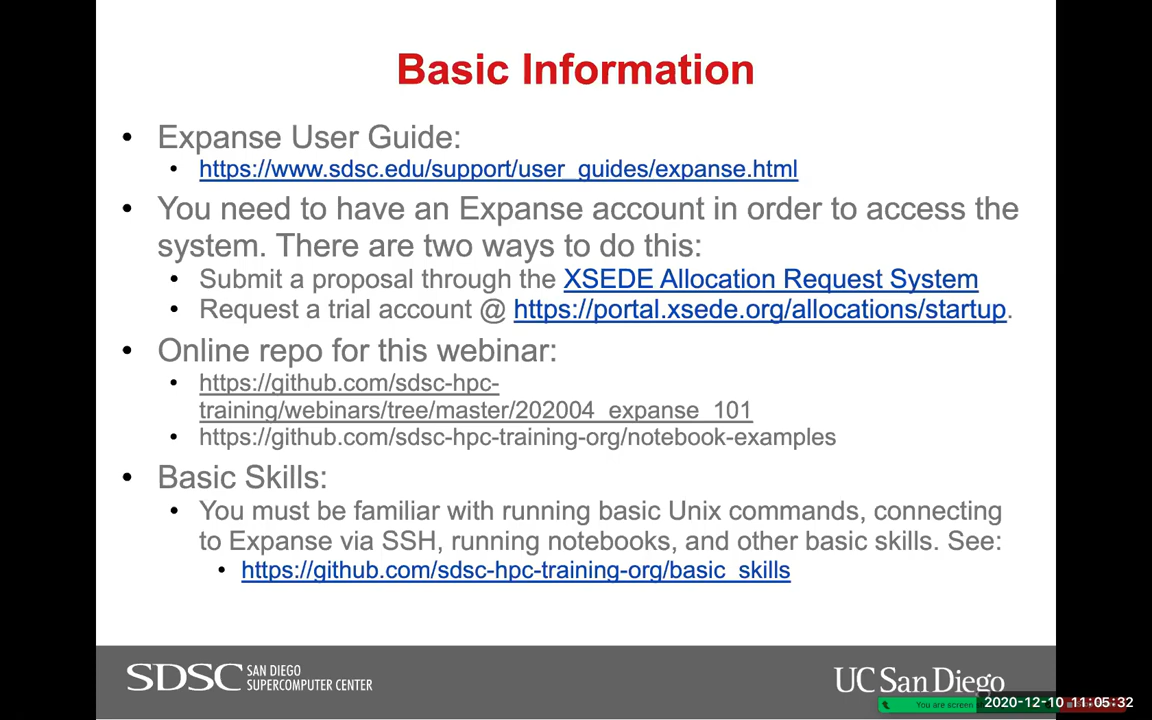 Basic Information
• Expanse User Guide:
• https://www.sdsc.edu/support/user_guides/expanse.html
• You need to have an Expanse account in order to access the
system. There are two ways to do this:
• Submit a proposal through the XSEDE Allocation Request System
• Request a trial account @ https://portal.xsede.org/allocations/startup.
• Online repo for this webinar:
• https://github.com/sdsc-hpc-
training/webinars/tree/master/202004_expanse_101
• https://github.com/sdsc-hpc-training-org/notebook-examples
• Basic Skills:
• You must be familiar with running basic Unix commands, connecting
to Expanse via SSH, running notebooks, and other basic skills. See:
• https://github.com/sdsc-hpc-training-org/basic_skills
SDSC SAN DIEGO
SUPERCOMPUTER CENTER
UC San Diego
You are screen
2020-12-10 11:05:32